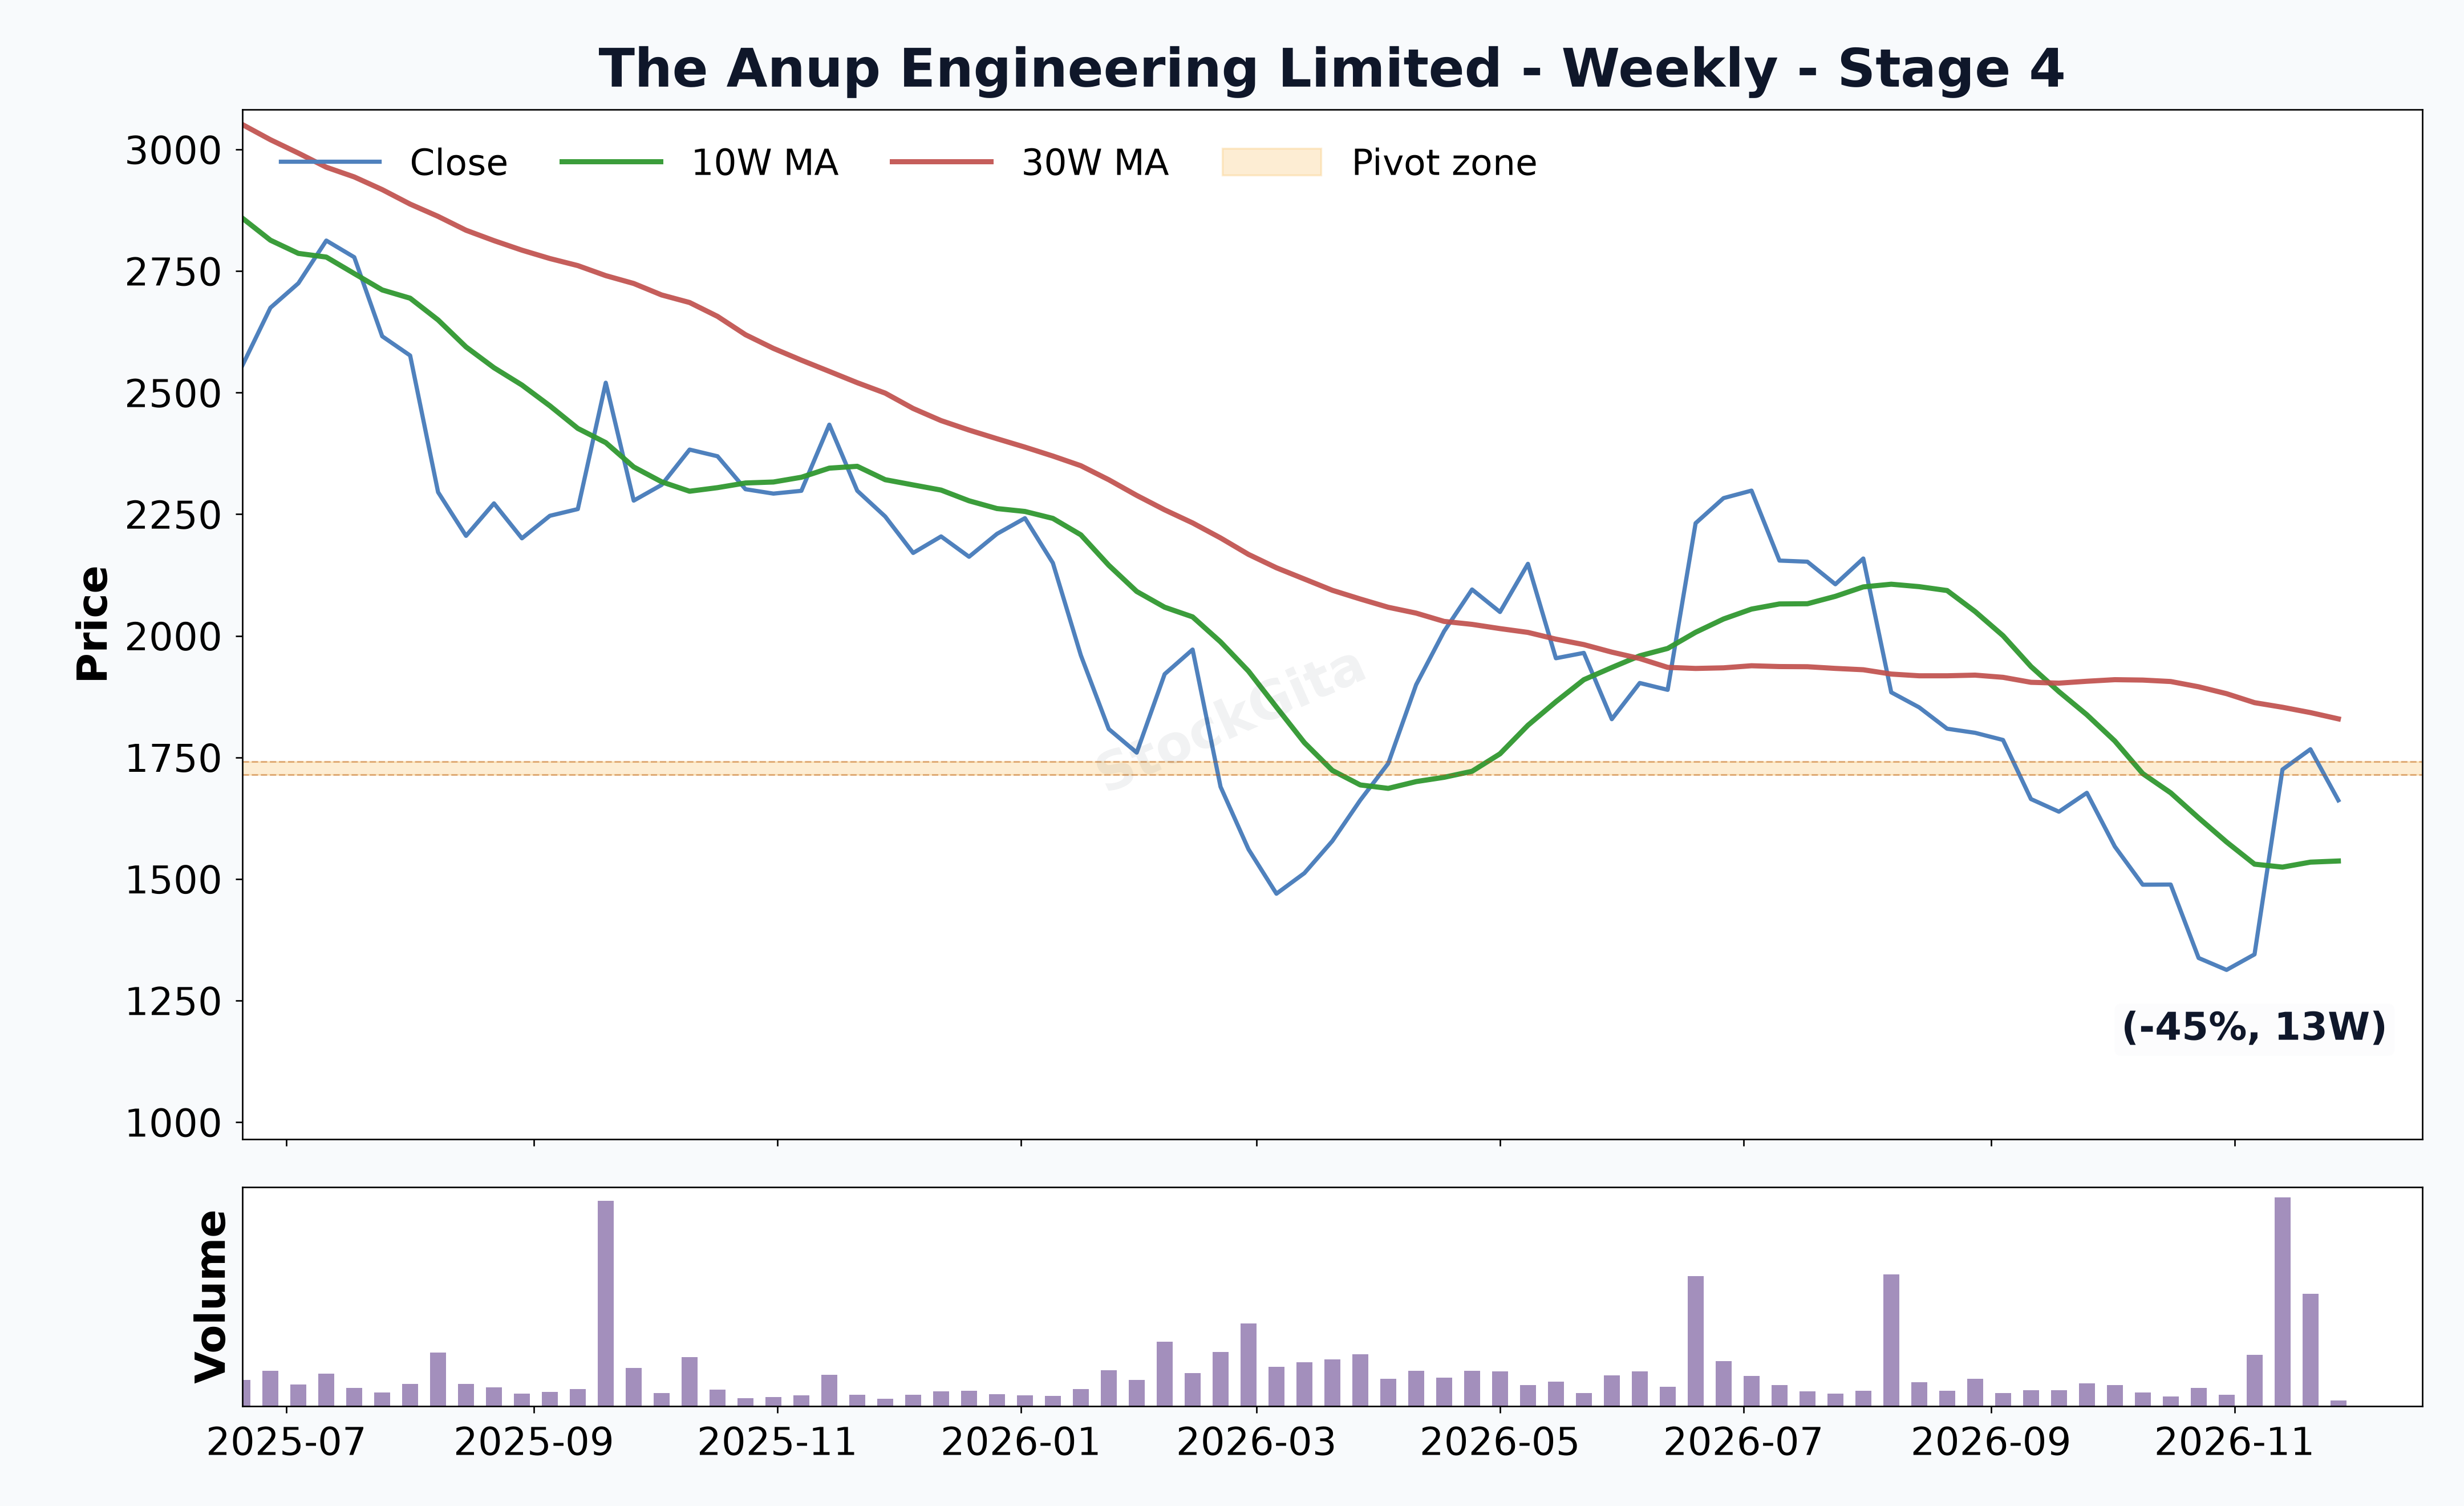 The Anup Engineering Limited - Weekly - Stage 4
Close 10W MA 30W MA Pivot zone
3000
2750
2500
2250
2000
1750
1500
1250
1000
Price
StockGita
(-45%, 13W)
Volume
2025-07 2025-09 2025-11 2026-01 2026-03 2026-05 2026-07 2026-09 2026-11